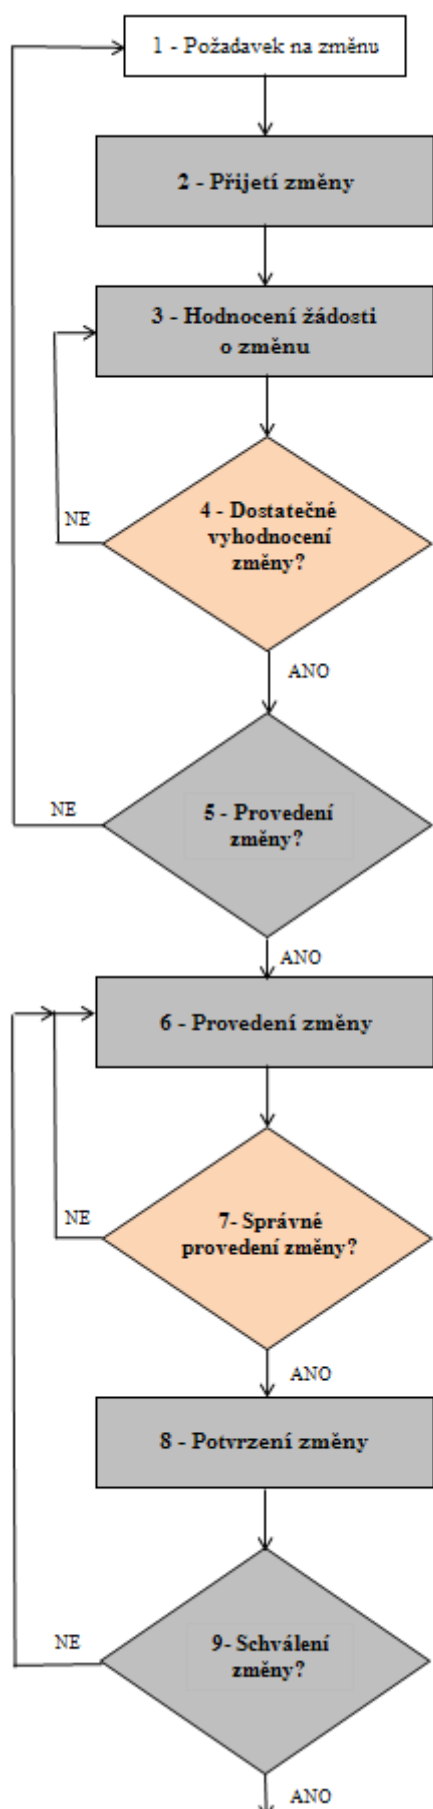 1 - Požadavek na změnu
2 - Přijetí změny
3 - Hodnocení žádosti
o změnu
4 - Dostatečné
vyhodnocení
změny?
NE
ANO
5 - Provedení
změny?
NE
ANO
6 - Provedení změny
7- Správné
provedení změny?
NE
ANO
8 - Potvrzení změny
9- Schválení
změny?
NE
ANO